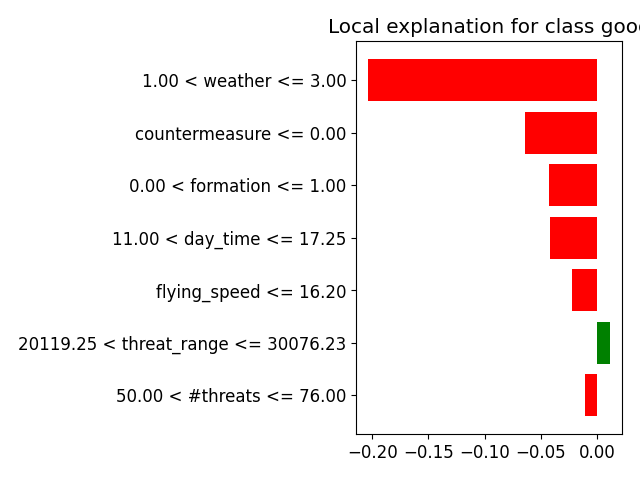 Local explanation for class good
1.00 < weather <= 3.00
countermeasure <= 0.00
0.00 < formation <= 1.00
11.00 < day_time <= 17.25
flying_speed <= 16.20
20119.25 < threat_range <= 30076.23
50.00 < #threats <= 76.00
−0.20 −0.15 −0.10 −0.05 0.00